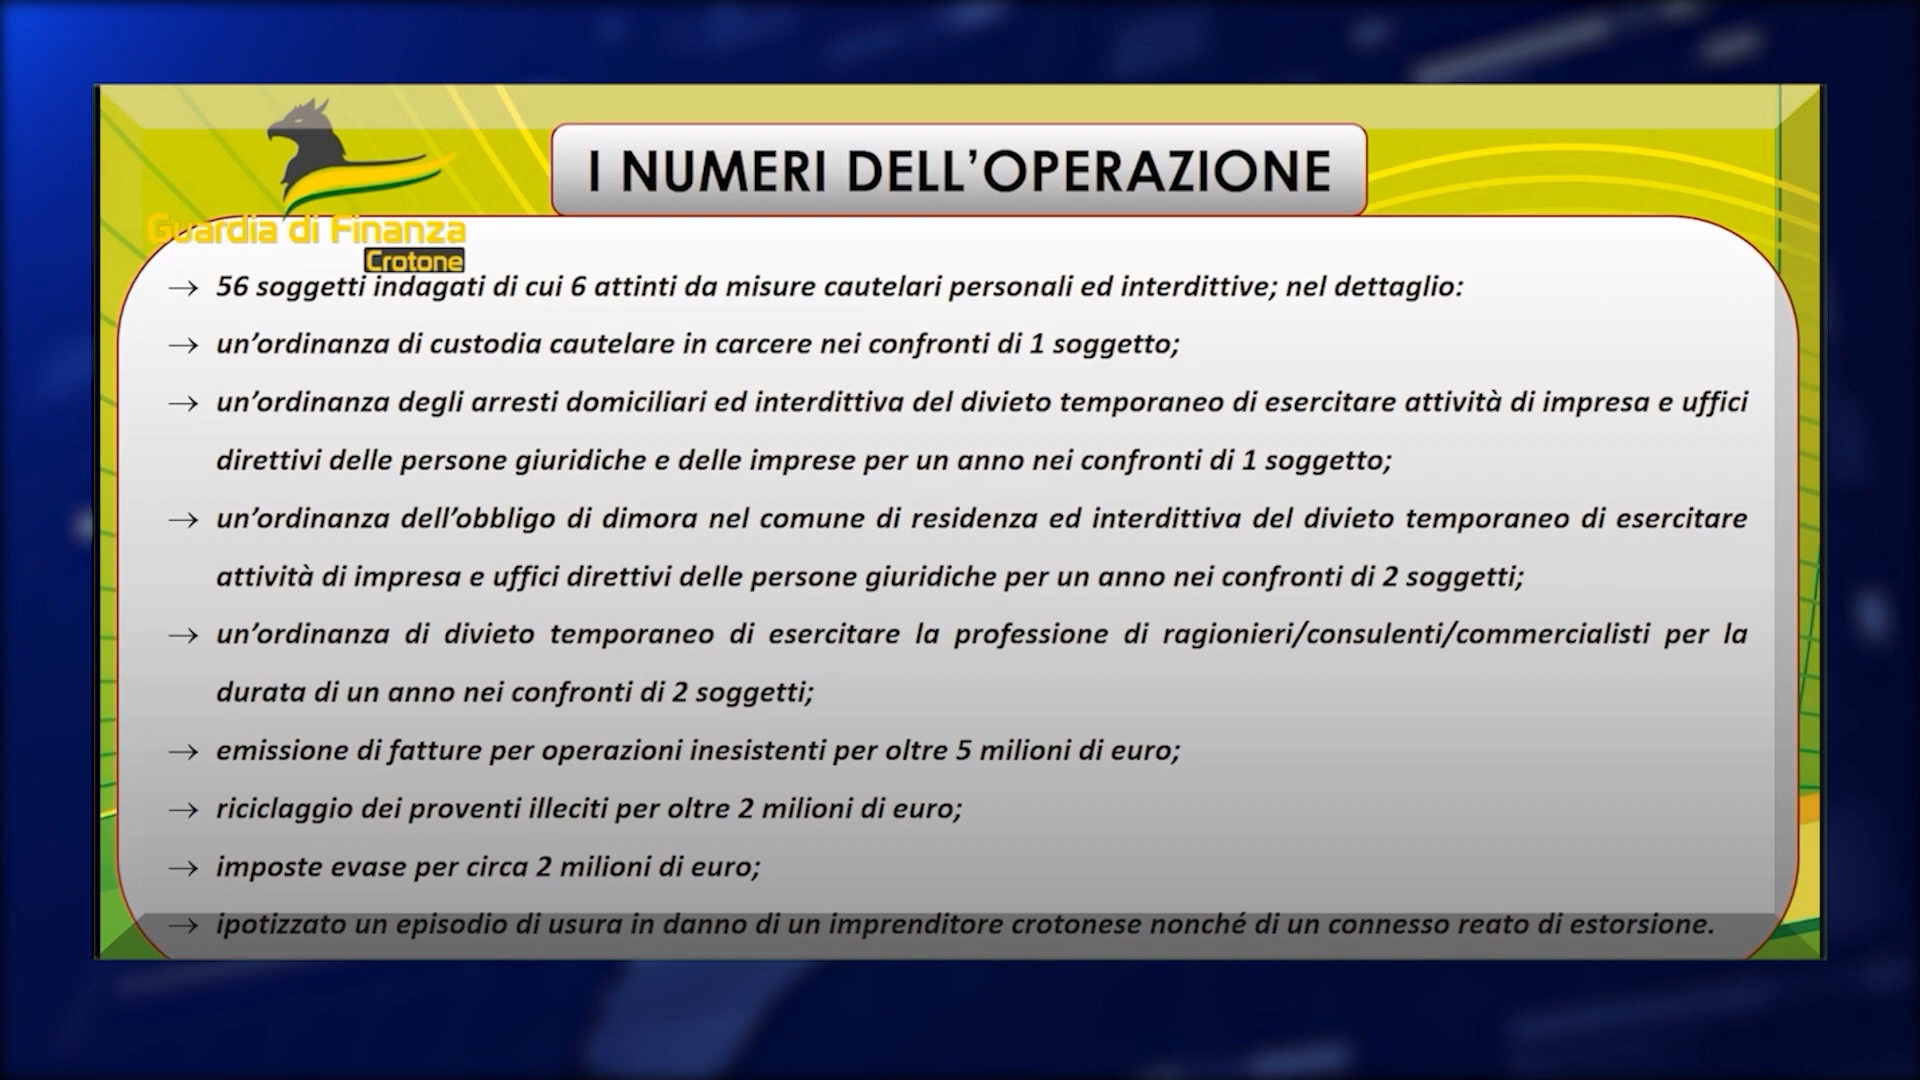 I NUMERI DELL'OPERAZIONE
Guardia di Finanza
Crotone
→ 56 soggetti indagati di cui 6 attinti da misure cautelari personali ed interdittive; nel dettaglio:
→ un'ordinanza di custodia cautelare in carcere nei confronti di 1 soggetto;
→ un'ordinanza degli arresti domiciliari ed interdittiva del divieto temporaneo di esercitare attività di impresa e uffici
direttivi delle persone giuridiche e delle imprese per un anno nei confronti di 1 soggetto;
→ un'ordinanza dell'obbligo di dimora nel comune di residenza ed interdittiva del divieto temporaneo di esercitare
attività di impresa e uffici direttivi delle persone giuridiche per un anno nei confronti di 2 soggetti;
→ un'ordinanza di divieto temporaneo di esercitare la professione di ragionieri/consulenti/commercialisti per la
durata di un anno nei confronti di 2 soggetti;
→ emissione di fatture per operazioni inesistenti per oltre 5 milioni di euro;
→ riciclaggio dei proventi illeciti per oltre 2 milioni di euro;
→ imposte evase per circa 2 milioni di euro;
→ ipotizzato un episodio di usura in danno di un imprenditore crotonese nonché di un connesso reato di estorsione.